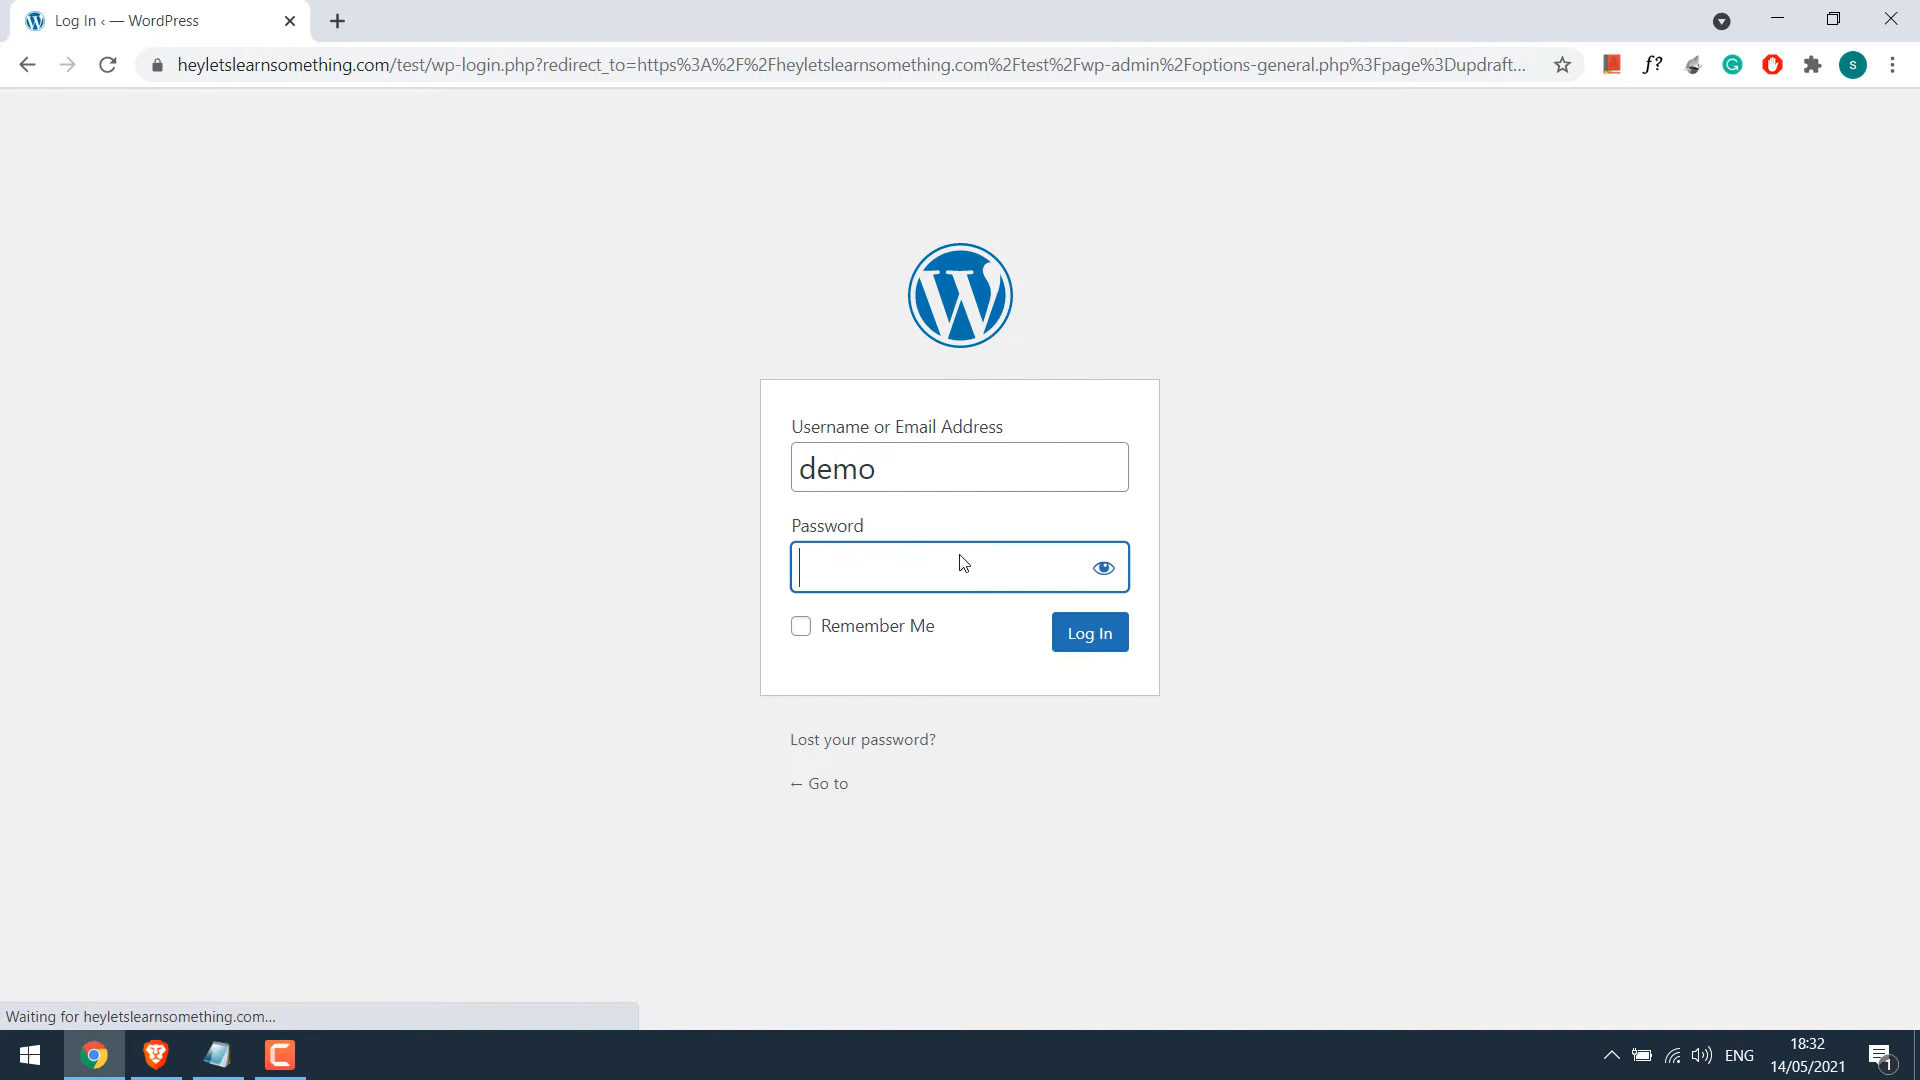 Log In ‹ — WordPress
heyletslearnsomething.com/test/wp-login.php?redirect_to=https%3A%2F%2Fheyletslearnsomething.com%2Ftest%2Fwp-admin%2Foptions-general.php%3Fpage%3Dupdraft...
f?
s
Username or Email Address
demo
Password
Remember Me
Log In
Lost your password?
← Go to
Waiting for heyletslearnsomething.com...
ENG
18:32
14/05/2021
1